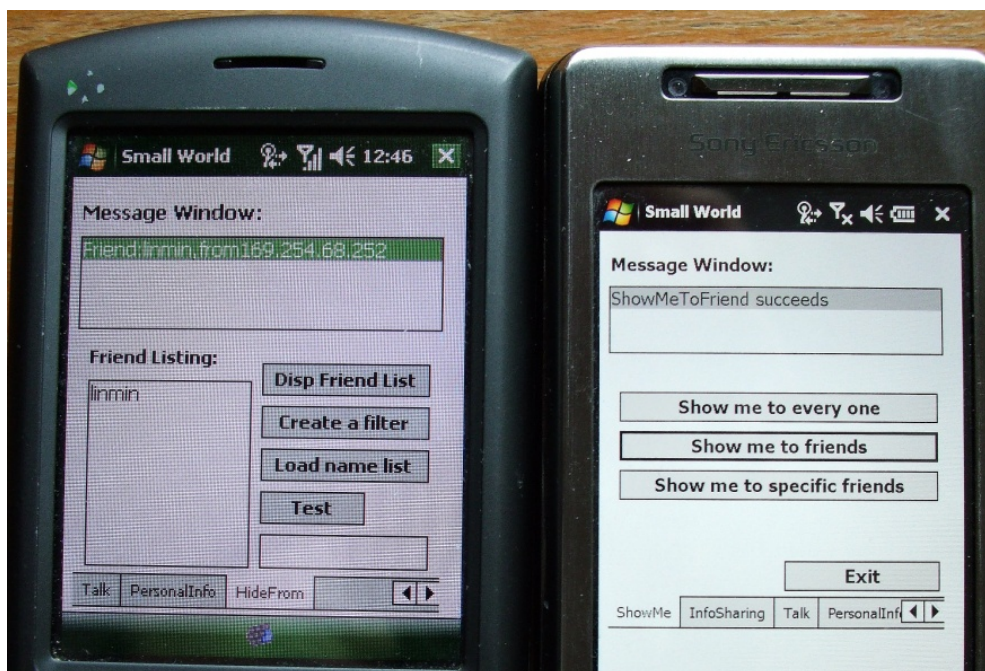 Small World 12:46
Message Window:
Friend:linmin,from169.254.68.252
Friend Listing:
linmin
Disp Friend List
Create a filter
Load name list
Test
Talk PersonalInfo HideFrom
Sony Ericsson
Small World
Message Window:
ShowMeToFriend succeeds
Show me to every one
Show me to friends
Show me to specific friends
Exit
ShowMe InfoSharing Talk PersonalInf